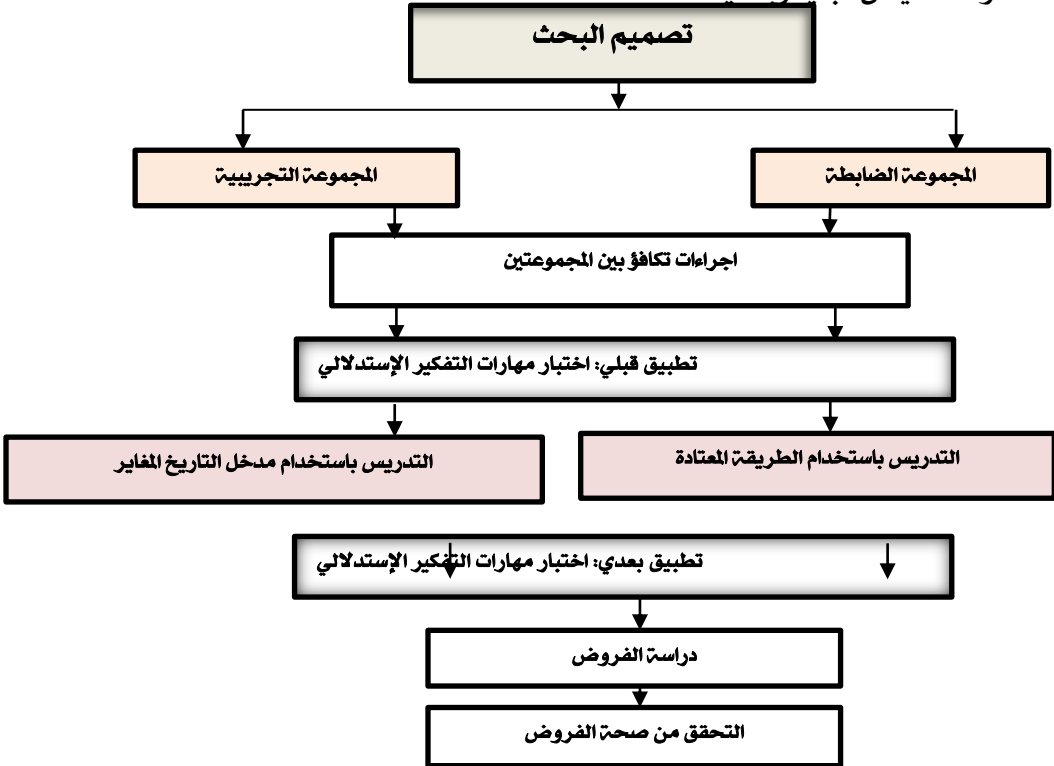 تصميم البحث
المجموعة الضابطة
المجموعة التجريبية
اجراءات تكافؤ بين المجموعتين
تطبيق قبلي: اختبار مهارات التفكير الإستدلالي
التدريس باستخدام الطريقة المعتادة
التدريس باستخدام مدخل التاريخ المغاير
تطبيق بعدي: اختبار مهارات التفكير الإستدلالي
دراسة الفروض
التحقق من صحة الفروض